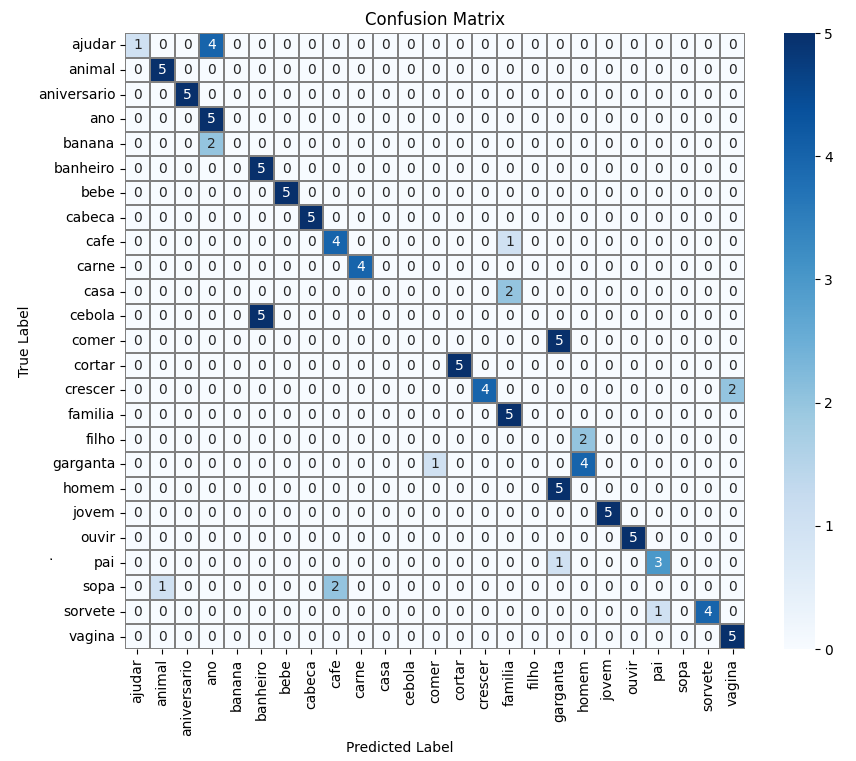 Confusion Matrix
ajudar 1 0 0 4 0 0 0 0 0 0 0 0 0 0 0 0 0 0 0 0 0 0 0 0 0
animal 0 5 0 0 0 0 0 0 0 0 0 0 0 0 0 0 0 0 0 0 0 0 0 0 0
aniversario 0 0 5 0 0 0 0 0 0 0 0 0 0 0 0 0 0 0 0 0 0 0 0 0 0
ano 0 0 0 5 0 0 0 0 0 0 0 0 0 0 0 0 0 0 0 0 0 0 0 0 0
banana 0 0 0 2 0 0 0 0 0 0 0 0 0 0 0 0 0 0 0 0 0 0 0 0 0
banheiro 0 0 0 0 0 5 0 0 0 0 0 0 0 0 0 0 0 0 0 0 0 0 0 0 0
bebe 0 0 0 0 0 0 5 0 0 0 0 0 0 0 0 0 0 0 0 0 0 0 0 0 0
cabeca 0 0 0 0 0 0 0 5 0 0 0 0 0 0 0 0 0 0 0 0 0 0 0 0 0
cafe 0 0 0 0 0 0 0 0 4 0 0 0 0 0 0 1 0 0 0 0 0 0 0 0 0
carne 0 0 0 0 0 0 0 0 0 4 0 0 0 0 0 0 0 0 0 0 0 0 0 0 0
casa 0 0 0 0 0 0 0 0 0 0 0 0 0 0 0 2 0 0 0 0 0 0 0 0 0
cebola 0 0 0 0 0 5 0 0 0 0 0 0 0 0 0 0 0 0 0 0 0 0 0 0 0
comer 0 0 0 0 0 0 0 0 0 0 0 0 0 0 0 0 0 5 0 0 0 0 0 0 0
cortar 0 0 0 0 0 0 0 0 0 0 0 0 0 5 0 0 0 0 0 0 0 0 0 0 0
crescer 0 0 0 0 0 0 0 0 0 0 0 0 0 0 4 0 0 0 0 0 0 0 0 0 2
familia 0 0 0 0 0 0 0 0 0 0 0 0 0 0 0 5 0 0 0 0 0 0 0 0 0
filho 0 0 0 0 0 0 0 0 0 0 0 0 0 0 0 0 0 0 2 0 0 0 0 0 0
garganta 0 0 0 0 0 0 0 0 0 0 0 0 1 0 0 0 0 0 4 0 0 0 0 0 0
homem 0 0 0 0 0 0 0 0 0 0 0 0 0 0 0 0 0 5 0 0 0 0 0 0 0
jovem 0 0 0 0 0 0 0 0 0 0 0 0 0 0 0 0 0 0 0 5 0 0 0 0 0
ouvir 0 0 0 0 0 0 0 0 0 0 0 0 0 0 0 0 0 0 0 0 5 0 0 0 0
pai 0 0 0 0 0 0 0 0 0 0 0 0 0 0 0 0 0 1 0 0 0 3 0 0 0
sopa 0 1 0 0 0 0 0 0 2 0 0 0 0 0 0 0 0 0 0 0 0 0 0 0 0
sorvete 0 0 0 0 0 0 0 0 0 0 0 0 0 0 0 0 0 0 0 0 0 1 0 4 0
vagina 0 0 0 0 0 0 0 0 0 0 0 0 0 0 0 0 0 0 0 0 0 0 0 0 5
True Label
ajudar
animal
aniversario
ano
banana
banheiro
bebe
cabeca
cafe
carne
casa
cebola
comer
cortar
crescer
familia
filho
garganta
homem
jovem
ouvir
pai
sopa
sorvete
vagina
Predicted Label
5
4
3
2
1
0